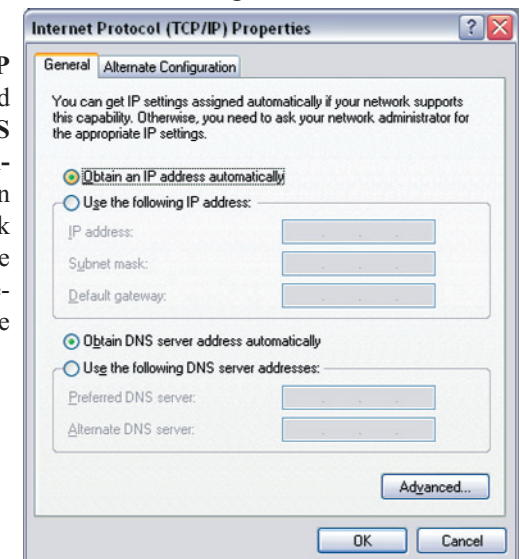 Internet Protocol (TCP/IP) Properties
General Alternate Configuration
You can get IP settings assigned automatically if your network supports
this capability. Otherwise, you need to ask your network administrator for
the appropriate IP settings.
Obtain an IP address automatically
Use the following IP address:
IP address:
Subnet mask:
Default gateway:
Obtain DNS server address automatically
Use the following DNS server addresses:
Preferred DNS server:
Alternate DNS server:
Advanced...
OK Cancel